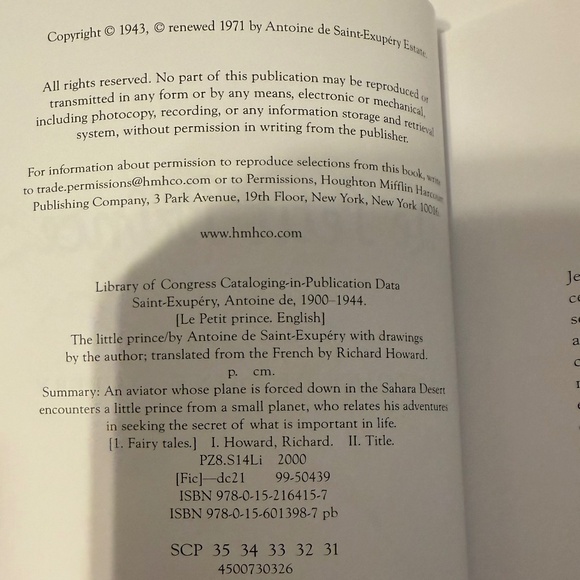 Copyright © 1943, © renewed 1971 by Antoine de Saint-Exupéry Estate.
All rights reserved. No part of this publication may be reproduced or
transmitted in any form or by any means, electronic or mechanical,
including photocopy, recording, or any information storage and retrieval
system, without permission in writing from the publisher.
For information about permission to reproduce selections from this book, write
to trade.permissions@hmhco.com or to Permissions, Houghton Mifflin Harcourt
Publishing Company, 3 Park Avenue, 19th Floor, New York, New York 10016.
www.hmhco.com
Library of Congress Cataloging-in-Publication Data
Saint-Exupéry, Antoine de, 1900–1944.
[Le Petit prince. English]
The little prince/by Antoine de Saint-Exupéry with drawings
by the author; translated from the French by Richard Howard.
p. cm.
Summary: An aviator whose plane is forced down in the Sahara Desert
encounters a little prince from a small planet, who relates his adventures
in seeking the secret of what is important in life.
[1. Fairy tales.] I. Howard, Richard. II. Title.
PZ8.S14Li 2000
[Fic]—dc21 99-50439
ISBN 978-0-15-216415-7
ISBN 978-0-15-601398-7 pb
SCP 35 34 33 32 31
4500730326